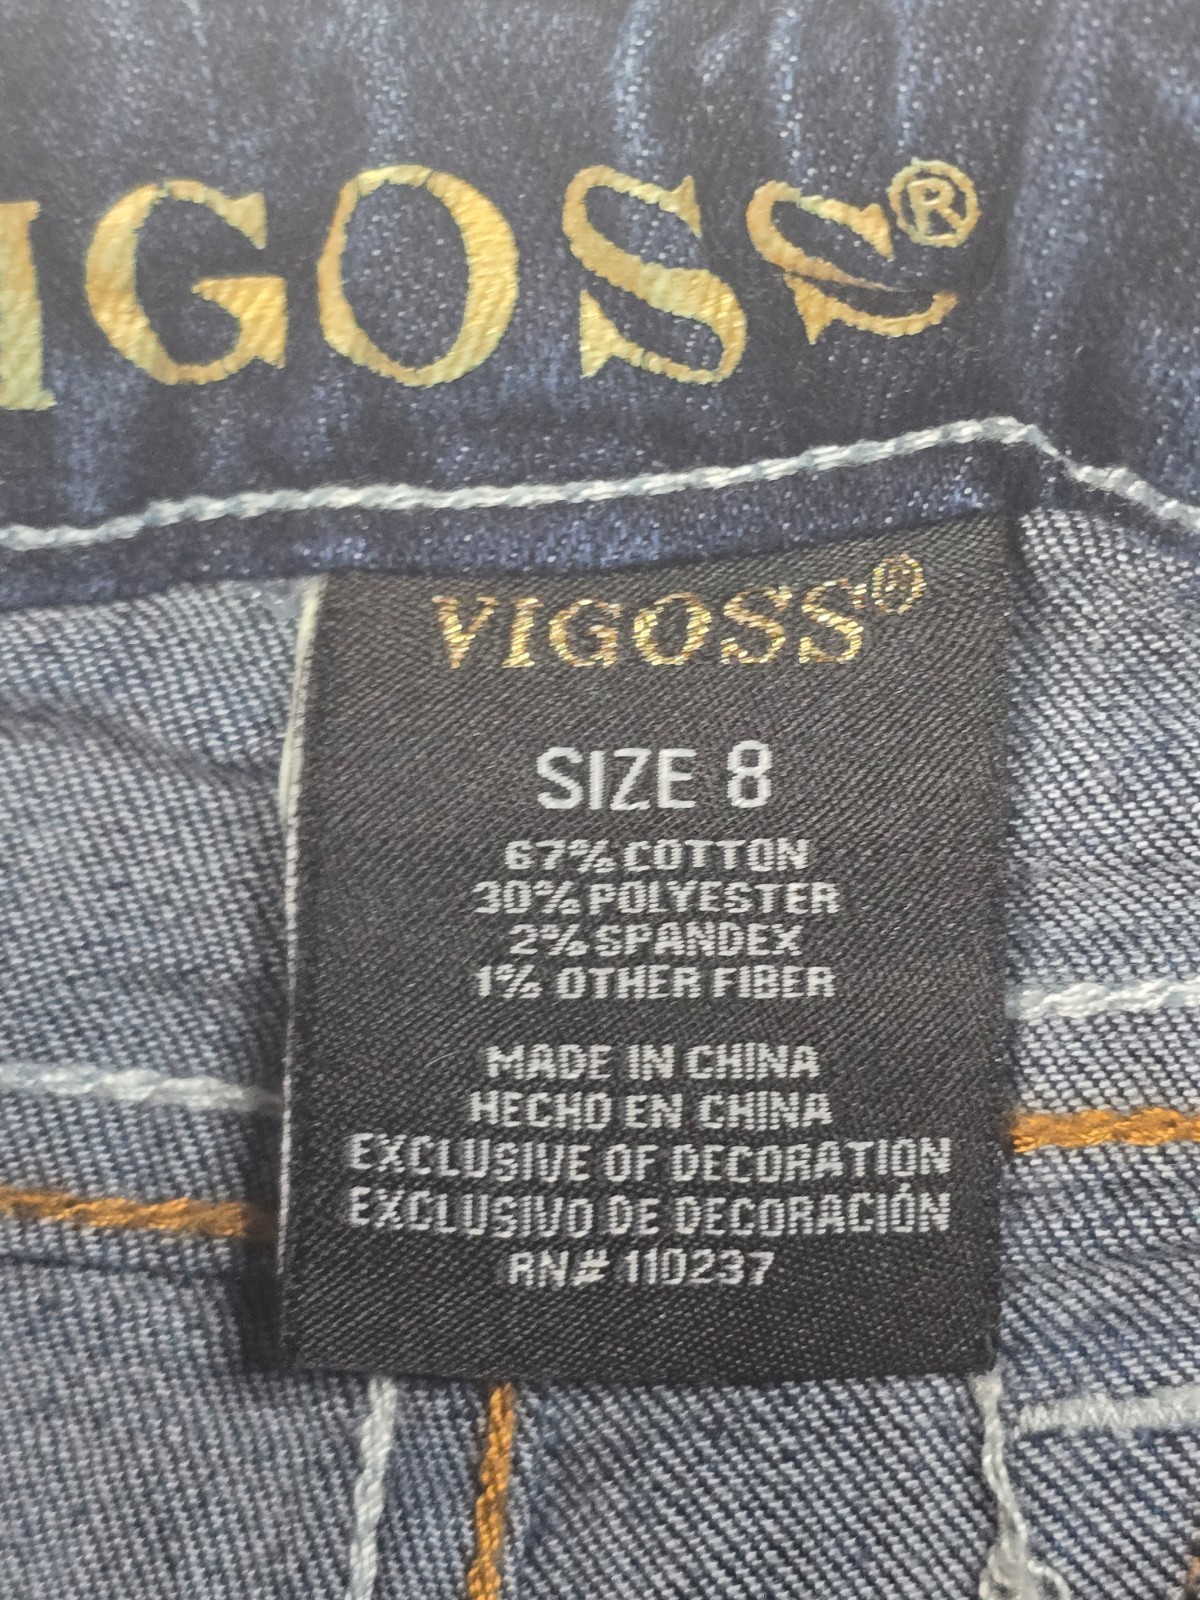 IGOSS®
VIGOSS®
SIZE 8
67% COTTON
30% POLYESTER
2% SPANDEX
1% OTHER FIBER
MADE IN CHINA
HECHO EN CHINA
EXCLUSIVE OF DECORATION
EXCLUSIVO DE DECORACIÓN
RN# 110237